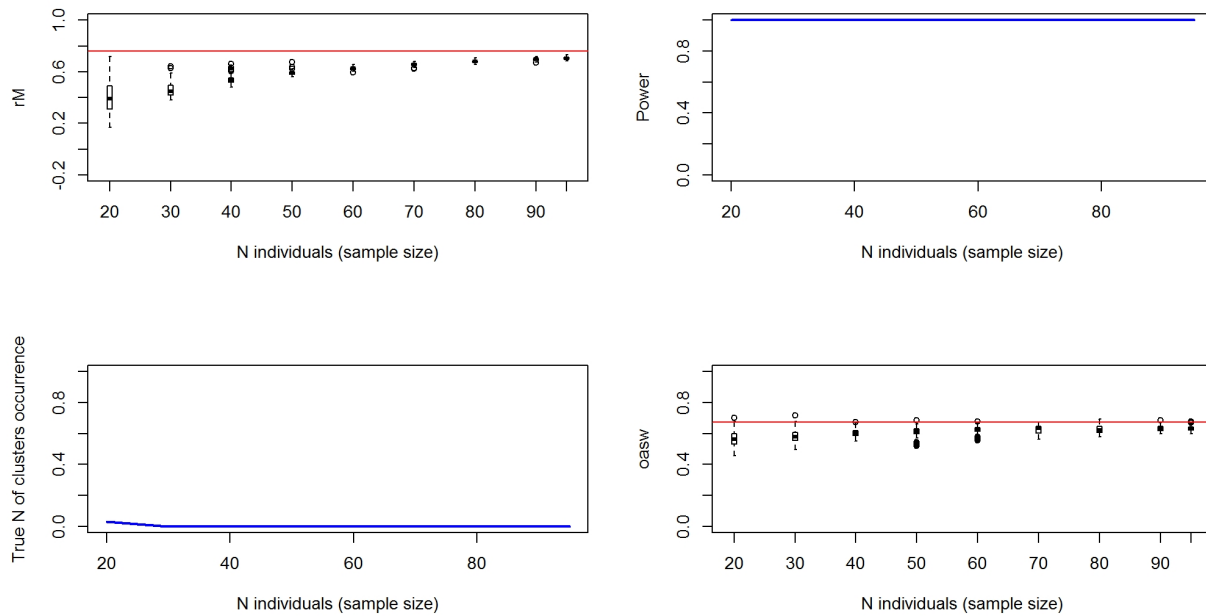 rM
1.0
0.6
0.2
-0.2
20 30 40 50 60 70 80 90
N individuals (sample size)
Power
0.8
0.4
0.0
20 40 60 80
N individuals (sample size)
True N of clusters occurrence
0.8
0.4
0.0
20 40 60 80
N individuals (sample size)
oasw
0.8
0.4
0.0
20 30 40 50 60 70 80 90
N individuals (sample size)